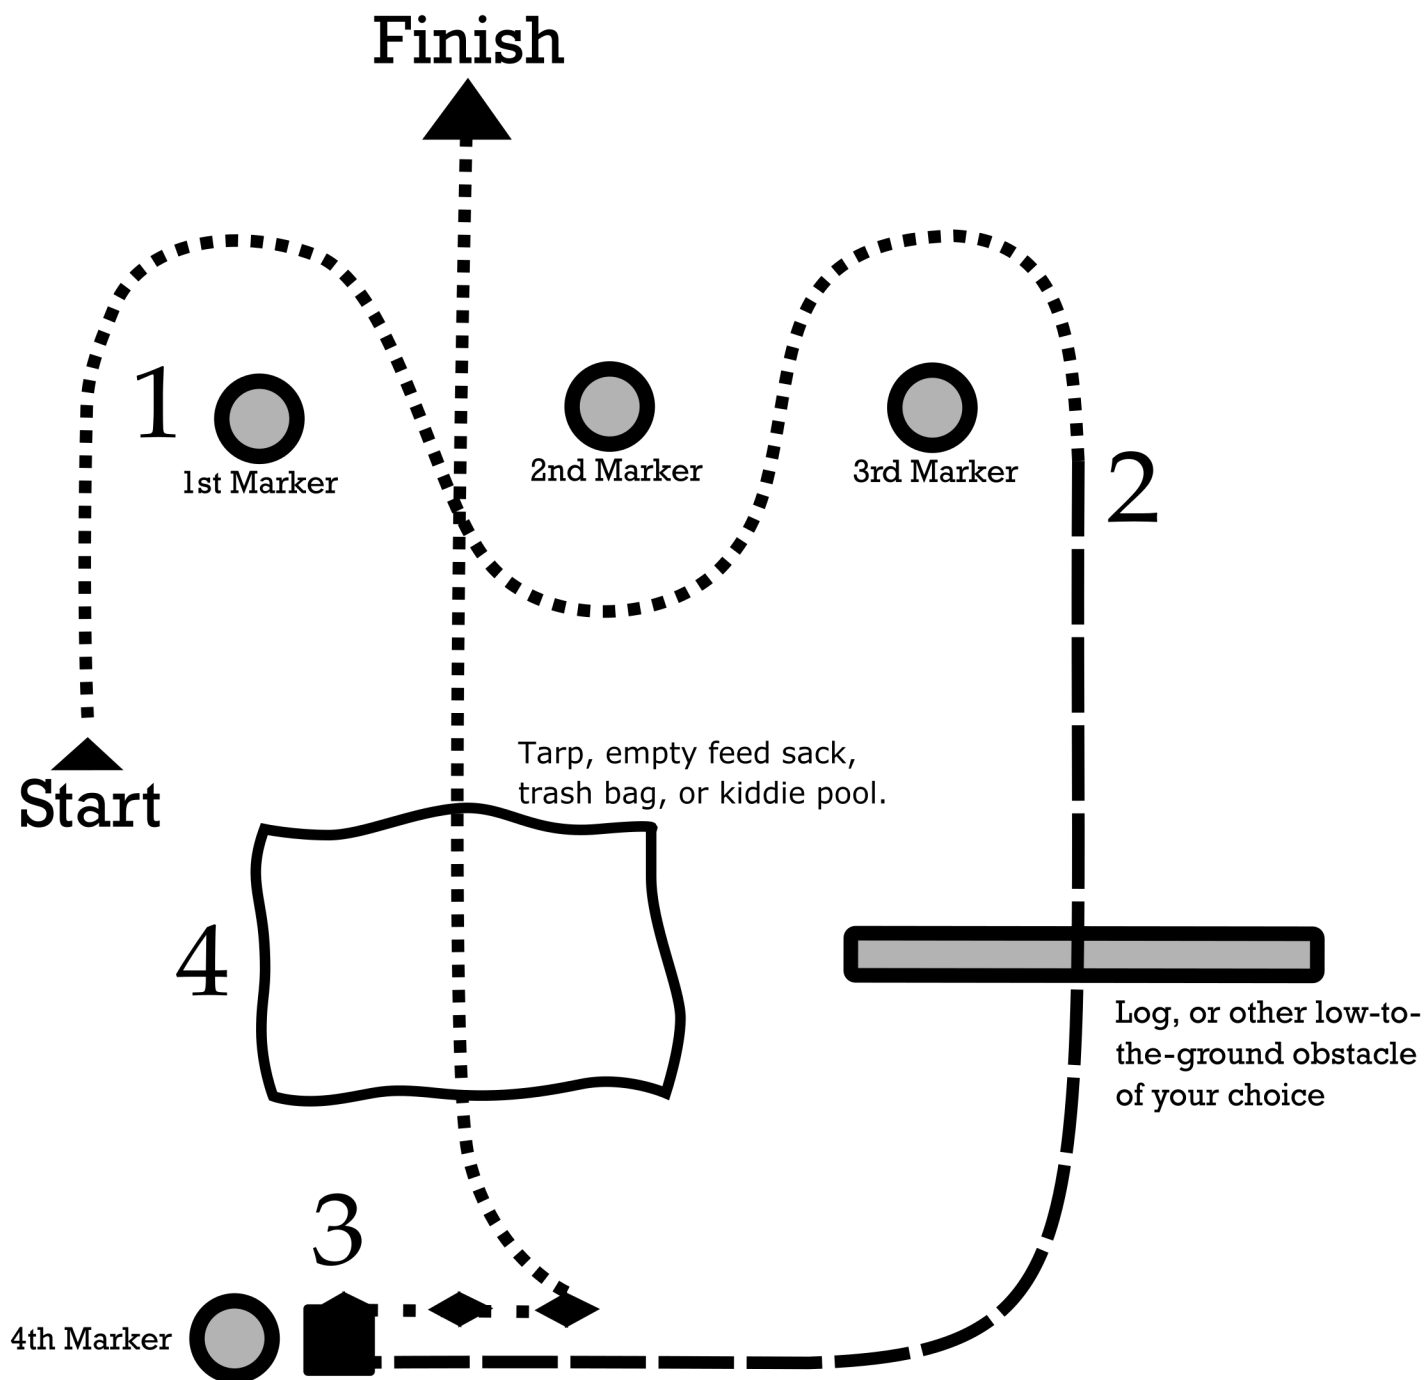 Finish
1
1st Marker
2nd Marker
3rd Marker
2
Start
Tarp, empty feed sack,
trash bag, or kiddie pool.
4
Log, or other low-to-
the-ground obstacle
of your choice
3
4th Marker